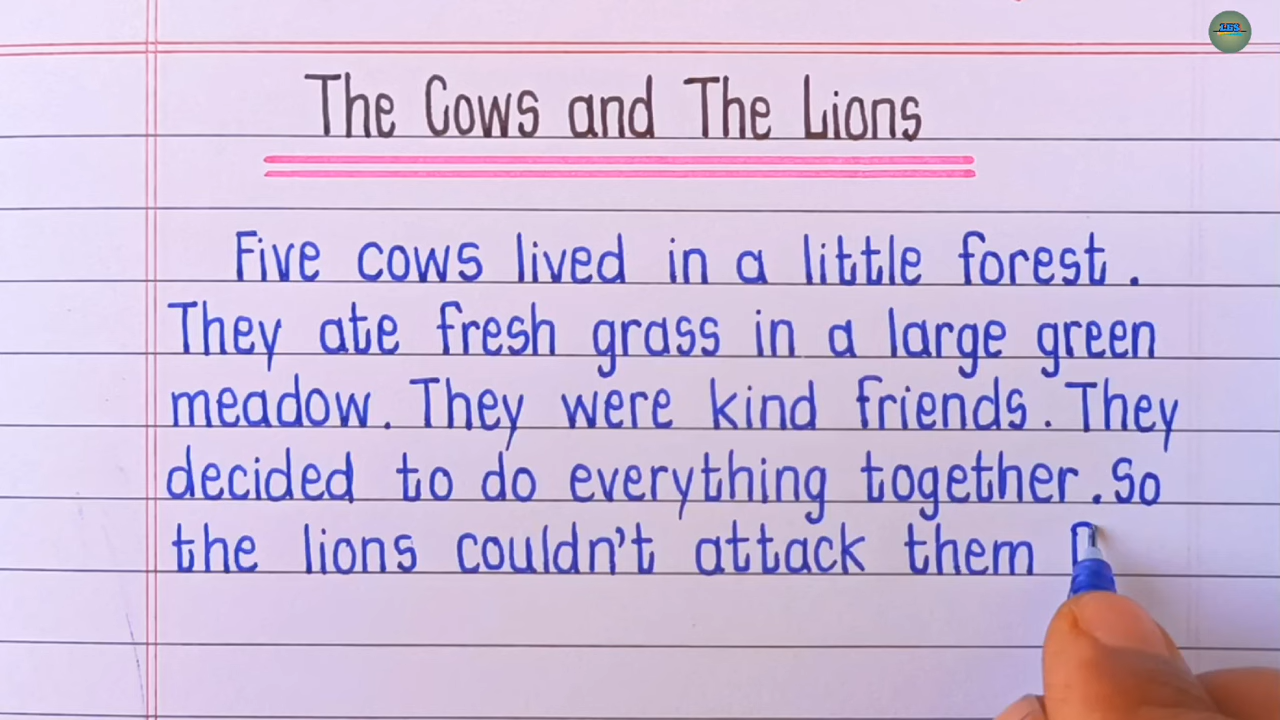 The Cows and The Lions
Five cows lived in a little forest.
They ate fresh grass in a large green
meadow. They were kind friends. They
decided to do everything together. So
the lions couldn't attack them